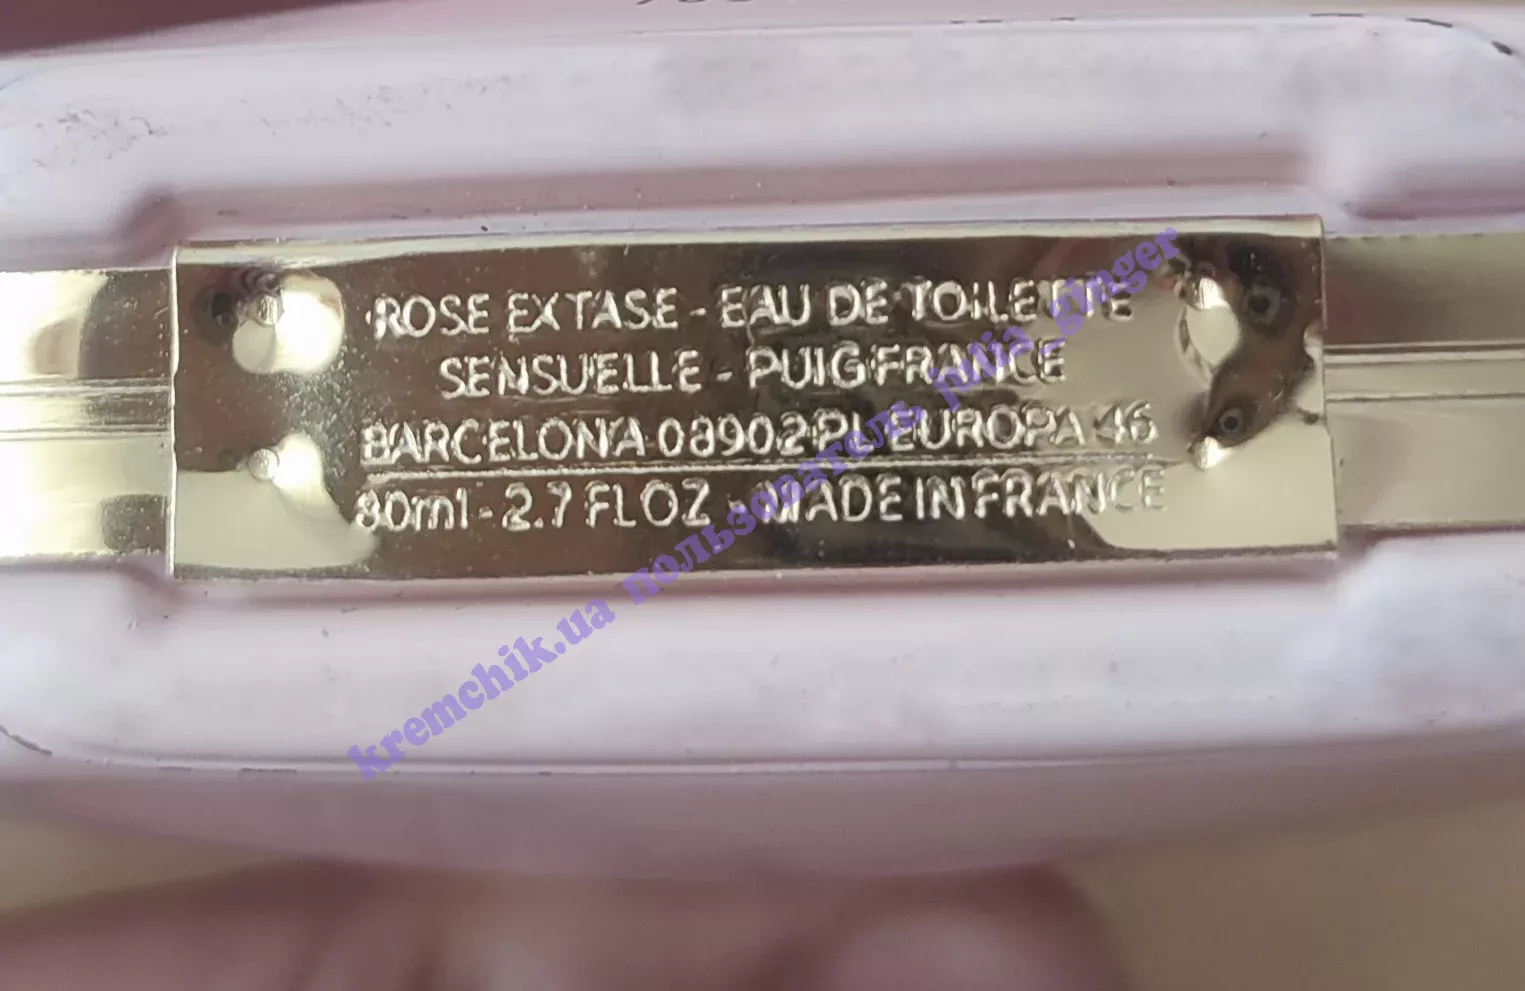 ROSE EXTASE - EAU DE TOILETTE
SENSUELLE - PUIG FRANCE
BARCELONA 08902 PL EUROPA 46
80ml - 2.7 FL OZ - MADE IN FRANCE
kremchik.ua пользователь julia_ginger